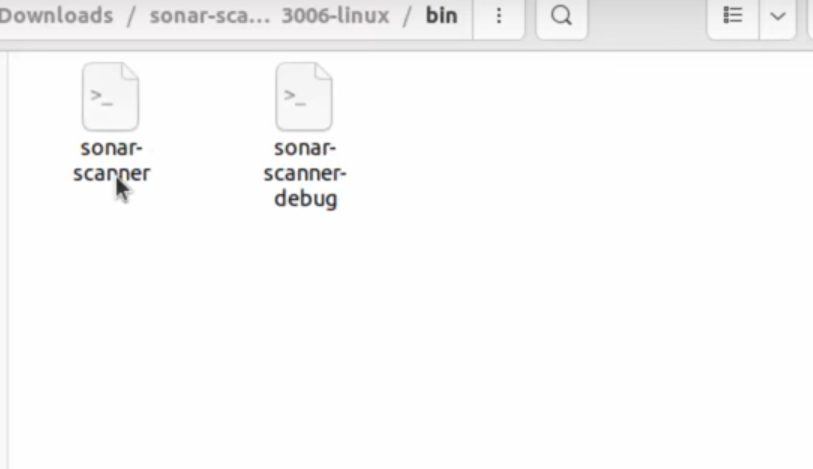 Downloads / sonar-sca... 3006-linux / bin
>_ >_
sonar-
scanner
sonar-
scanner-
debug